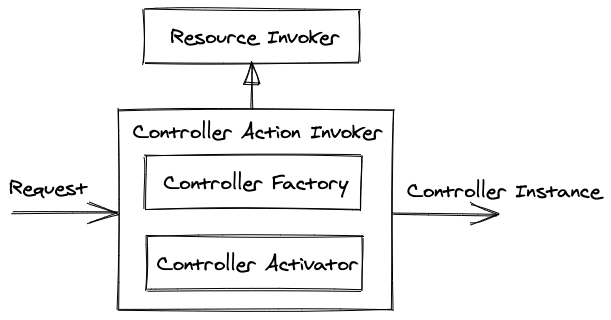 Resource Invoker
Controller Action Invoker
Request
Controller Factory
Controller Instance
Controller Activator